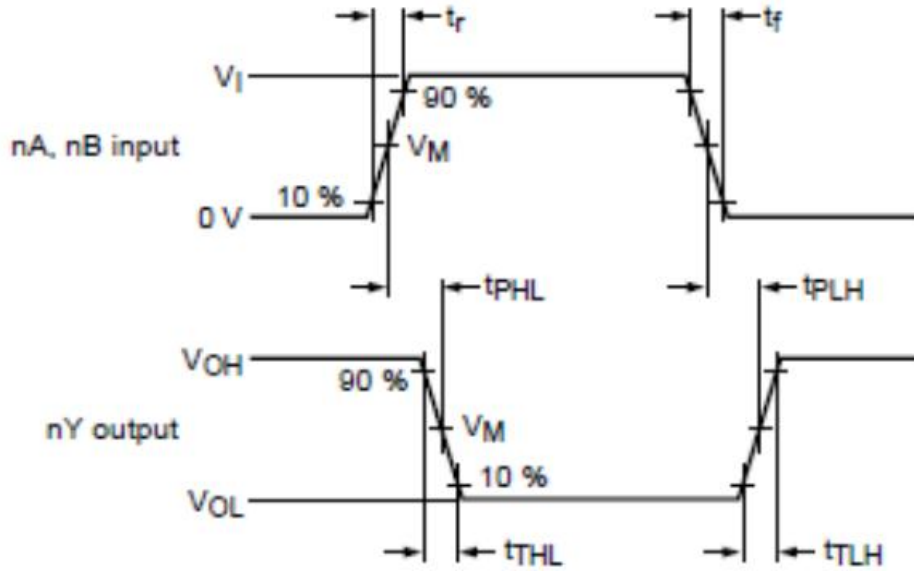 tr
tf
VI
90 %
nA, nB input
VM
10 %
0 V
tPHL
tPLH
VOH
90 %
nY output
VM
10 %
VOL
tTHL
tTLH